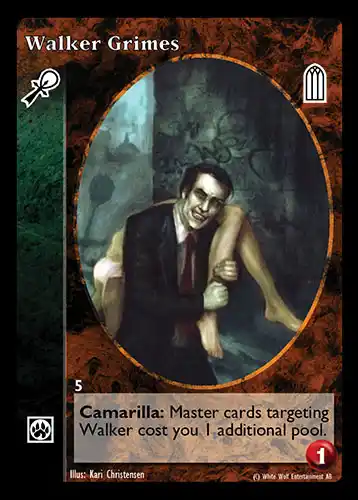 Walker Grimes
5
Camarilla: Master cards targeting
Walker cost you 1 additional pool.
1
Illus: Kari Christensen
(C) White Wolf Entertainment AB